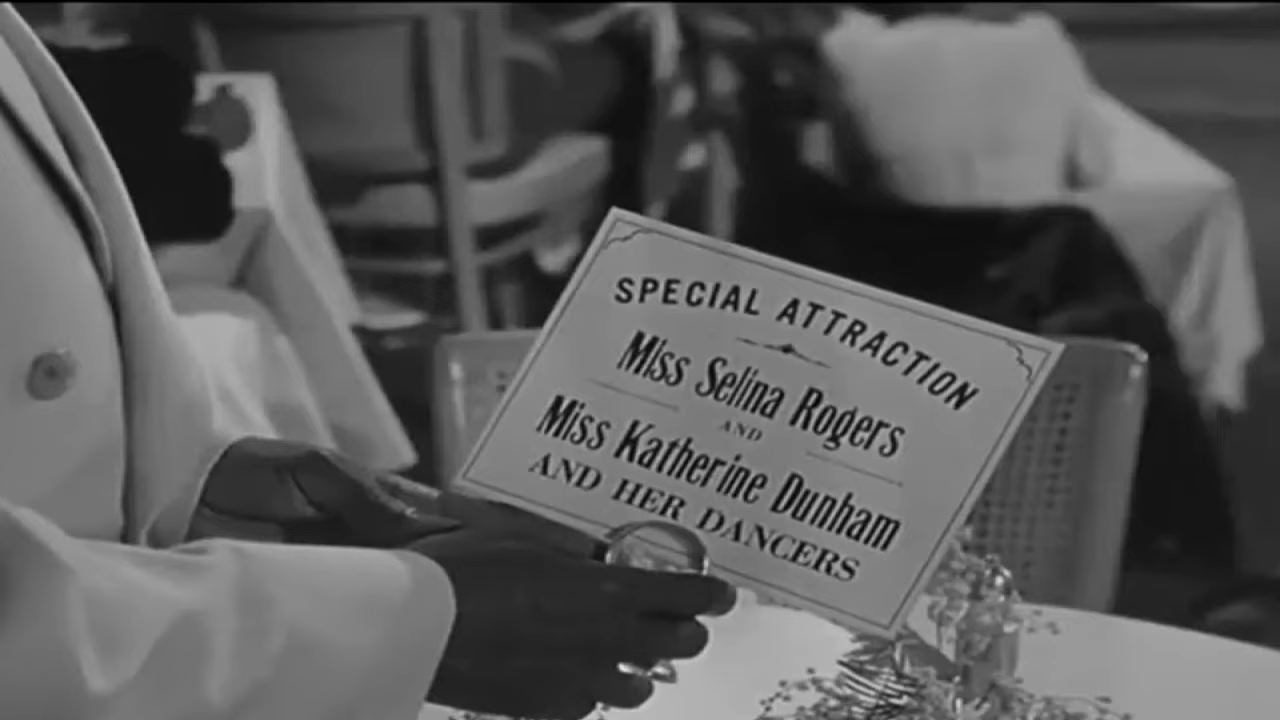 SPECIAL ATTRACTION
Miss Selina Rogers
AND
Miss Katherine Dunham
AND HER DANCERS